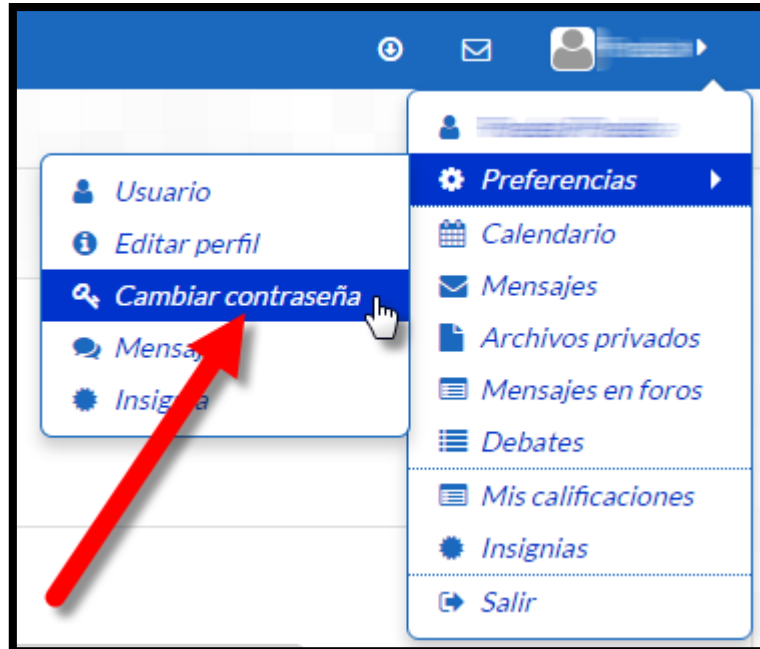 Preferencias
Calendario
Mensajes
Archivos privados
Mensajes en foros
Debates
Mis calificaciones
Insignias
Salir
Usuario
Editar perfil
Cambiar contraseña